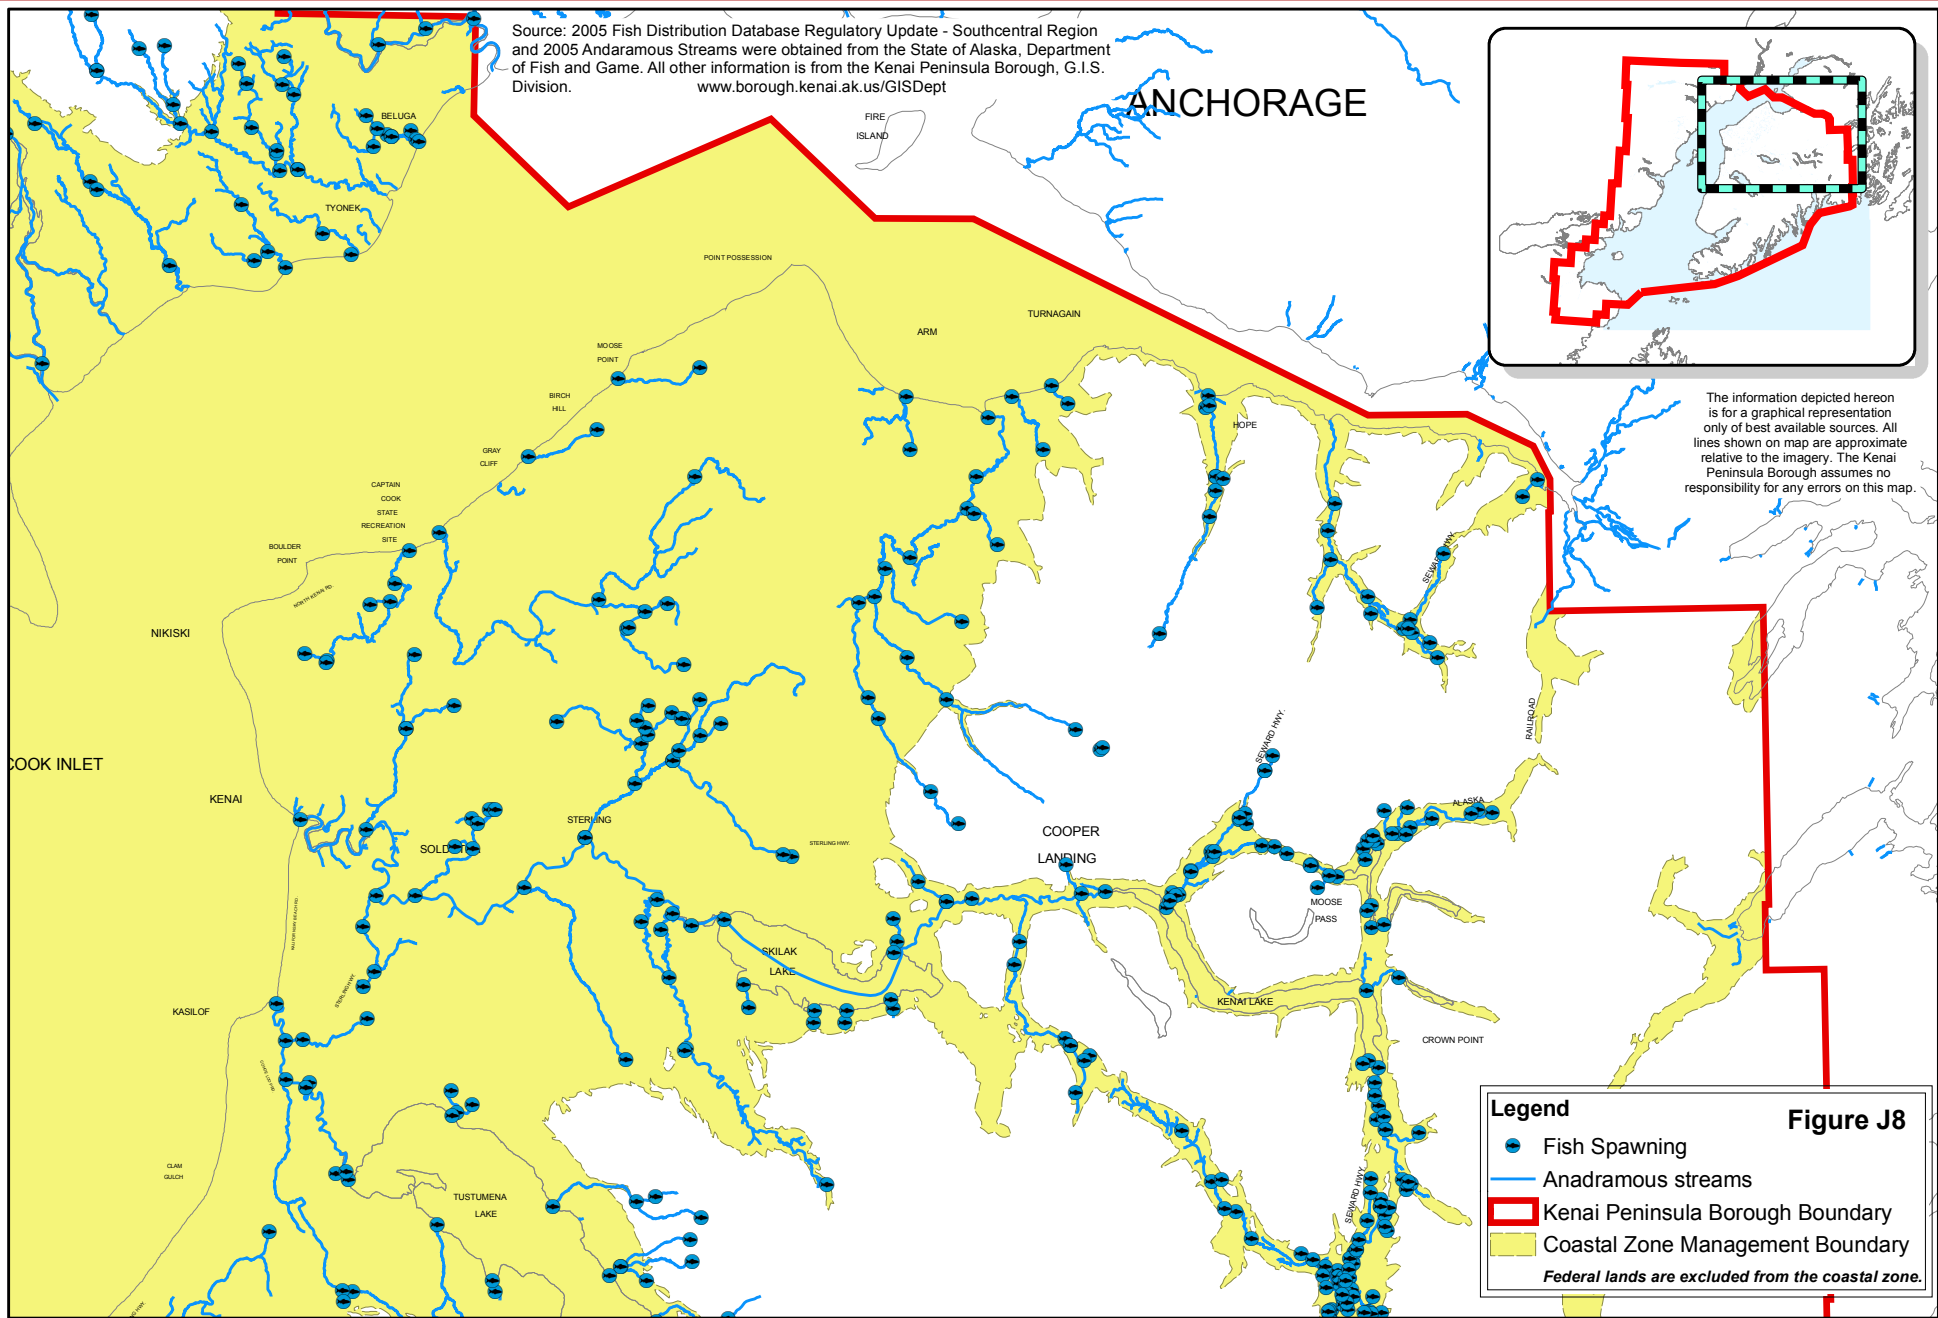 Source: 2005 Fish Distribution Database Regulatory Update - Southcentral Region
and 2005 Andaramous Streams were obtained from the State of Alaska, Department
of Fish and Game. All other information is from the Kenai Peninsula Borough, G.I.S.
Division. www.borough.kenai.ak.us/GISDept
ANCHORAGE
FIRE
ISLAND
BELUGA
TYONEK
POINT POSSESSION
TURNAGAIN
ARM
MOOSE
POINT
BIRCH
HILL
GRAY
CLIFF
CAPTAIN
COOK
STATE
RECREATION
SITE
BOULDER
POINT
NORTH KENAI RD.
NIKISKI
HOPE
SEWARD HWY.
The information depicted hereon
is for a graphical representation
only of best available sources. All
lines shown on map are approximate
relative to the imagery. The Kenai
Peninsula Borough assumes no
responsibility for any errors on this map.
COOK INLET
KENAI
STERLING
STERLING HWY.
COOPER
LANDING
SEWARD HWY.
RAILROAD
ALASKA
MOOSE
PASS
SKILAK
LAKE
KENAI LAKE
CROWN POINT
STERLING HWY.
KASILOF
CLAM
GULCH
TUSTUMENA
LAKE
SEWARD HWY.
Legend
Figure J8
Fish Spawning
Anadramous streams
Kenai Peninsula Borough Boundary
Coastal Zone Management Boundary
Federal lands are excluded from the coastal zone.